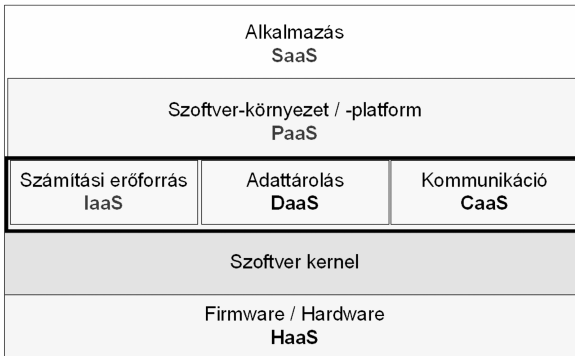 Alkalmazás
SaaS
Szoftver-környezet / -platform
PaaS
Számítási erőforrás
IaaS
Adattárolás
DaaS
Kommunikáció
CaaS
Szoftver kernel
Firmware / Hardware
HaaS